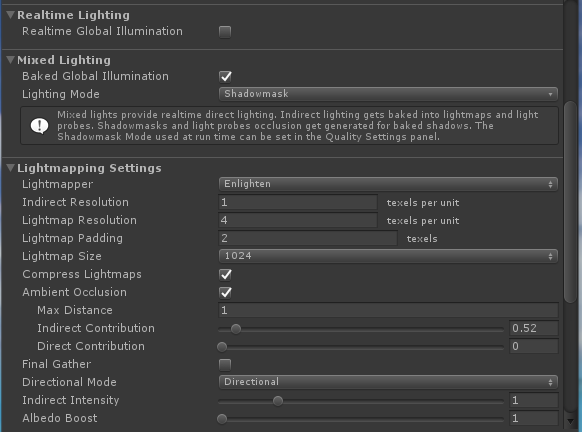 Realtime Lighting
Realtime Global Illumination
Mixed Lighting
Baked Global Illumination
Lighting Mode Shadowmask
Mixed lights provide realtime direct lighting. Indirect lighting gets baked into lightmaps and light
probes. Shadowmasks and light probes occlusion get generated for baked shadows. The
Shadowmask Mode used at run time can be set in the Quality Settings panel.
Lightmapping Settings
Lightmapper Enlighten
Indirect Resolution 1 texels per unit
Lightmap Resolution 4 texels per unit
Lightmap Padding 2 texels
Lightmap Size 1024
Compress Lightmaps
Ambient Occlusion
Max Distance 1
Indirect Contribution 0.52
Direct Contribution 0
Final Gather
Directional Mode Directional
Indirect Intensity 1
Albedo Boost 1